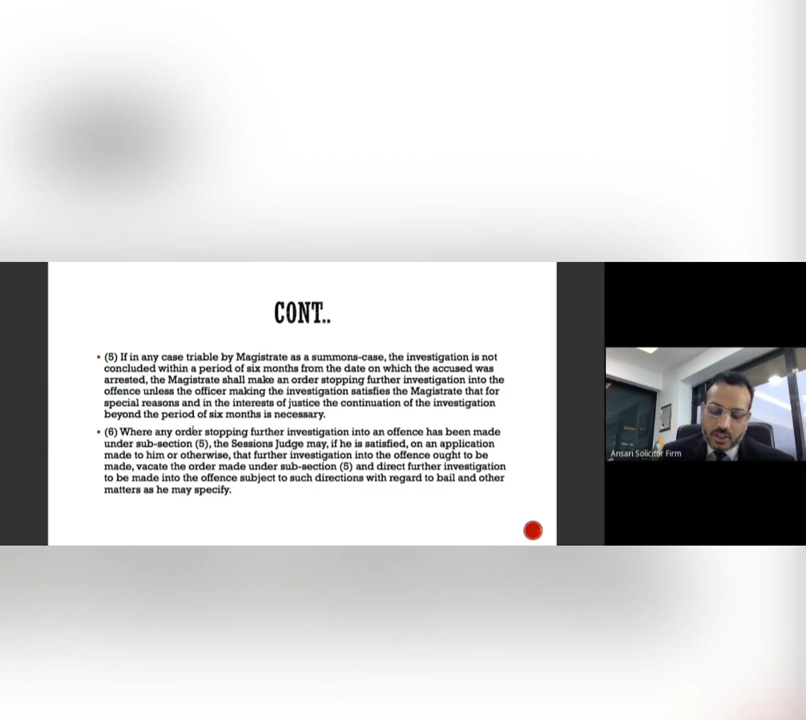 CONT..
• (5) If in any case triable by Magistrate as a summons-case, the investigation is not
concluded within a period of six months from the date on which the accused was
arrested, the Magistrate shall make an order stopping further investigation into the
offence unless the officer making the investigation satisfies the Magistrate that for
special reasons and in the interests of justice the continuation of the investigation
beyond the period of six months is necessary.
• (6) Where any order stopping further investigation into an offence has been made
under sub-section (5), the Sessions Judge may, if he is satisfied, on an application
made to him or otherwise, that further investigation into the offence ought to be
made, vacate the order made under sub-section (5) and direct further investigation
to be made into the offence subject to such directions with regard to bail and other
matters as he may specify.
Ansari Solicitor Firm